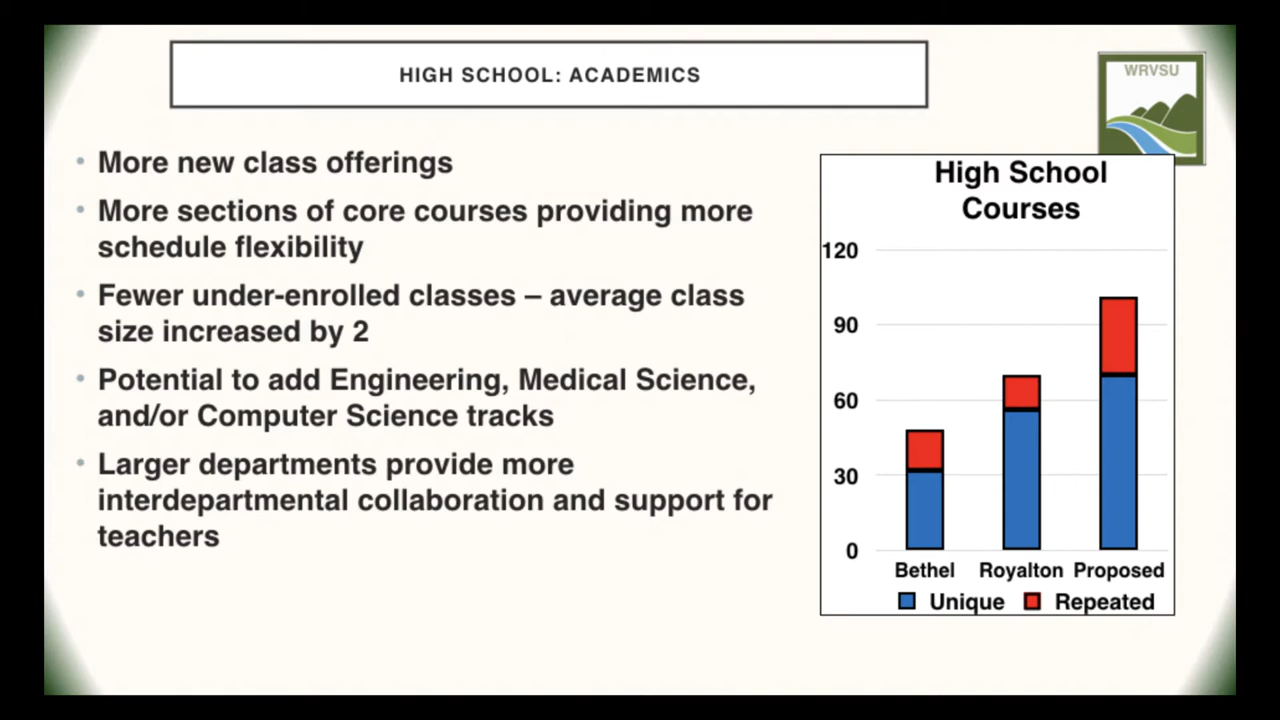 HIGH SCHOOL: ACADEMICS
WRVSU
• More new class offerings
• More sections of core courses providing more
schedule flexibility
• Fewer under-enrolled classes – average class
size increased by 2
• Potential to add Engineering, Medical Science,
and/or Computer Science tracks
• Larger departments provide more
interdepartmental collaboration and support for
teachers
High School
Courses
120
90
60
30
0
Bethel Royalton Proposed
Unique Repeated